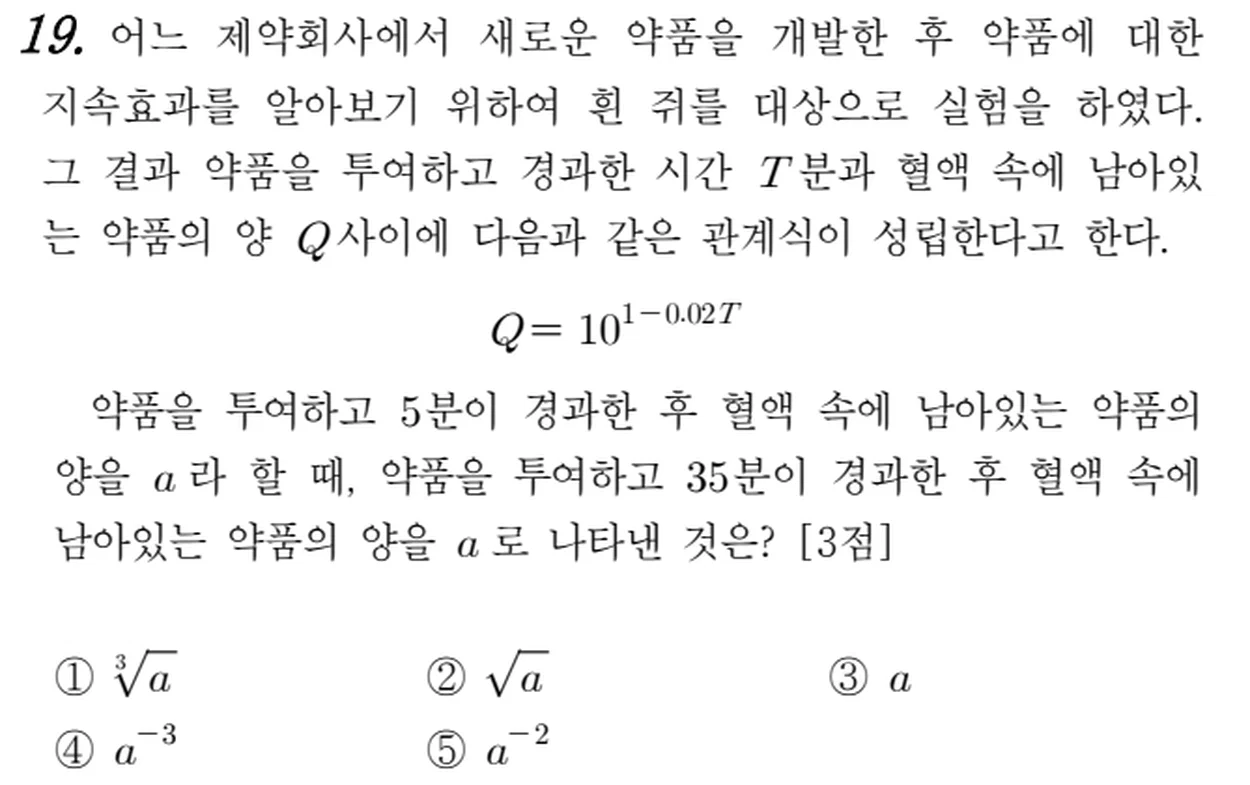 19. 어느 제약회사에서 새로운 약품을 개발한 후 약품에 대한
지속효과를 알아보기 위하여 흰 쥐를 대상으로 실험을 하였다.
그 결과 약품을 투여하고 경과한 시간 T분과 혈액 속에 남아있
는 약품의 양 Q사이에 다음과 같은 관계식이 성립한다고 한다.
Q= 10^{1-0.02T}
약품을 투여하고 5분이 경과한 후 혈액 속에 남아있는 약품의
양을 a라 할 때, 약품을 투여하고 35분이 경과한 후 혈액 속에
남아있는 약품의 양을 a로 나타낸 것은? [3점]
① ∛a ② √a ③ a
④ a^{-3} ⑤ a^{-2}